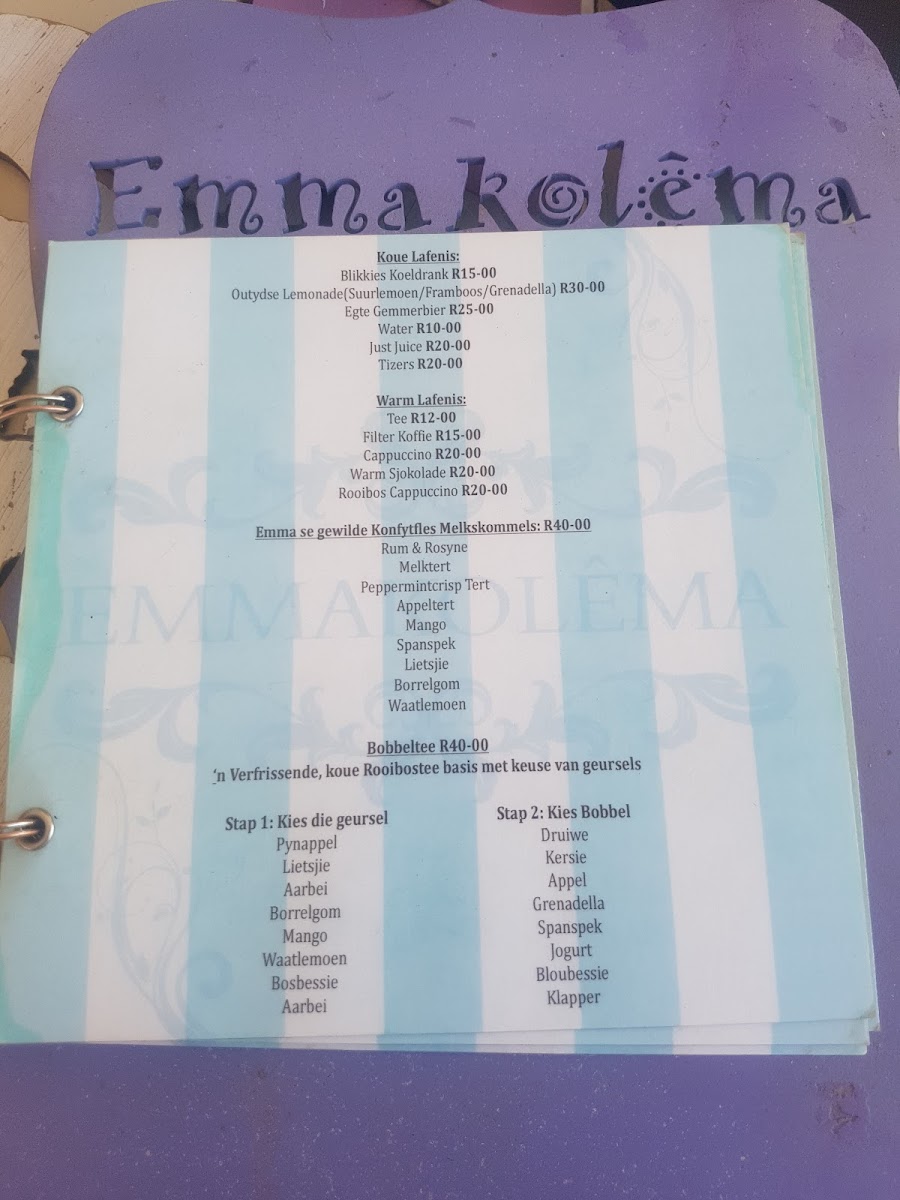 Emmakolêma
Koue Lafenis:
Blikkies Koeldrank R15-00
Outydse Lemonade(Suurlemoen/Framboos/Grenadella) R30-00
Egte Gemmerbier R25-00
Water R10-00
Just Juice R20-00
Tizers R20-00
Warm Lafenis:
Tee R12-00
Filter Koffie R15-00
Cappuccino R20-00
Warm Sjokolade R20-00
Rooibos Cappuccino R20-00
Emma se gewilde Konfytfles Melkskommels: R40-00
Rum & Rosyne
Melktert
Peppermintcrisp Tert
Appeltert
Mango
Spanspek
Lietsjie
Borrelgom
Waatlemoen
EMMAKOLÊMA
Bobbeltee R40-00
'n Verfrissende, koue Rooibostee basis met keuse van geursels
Stap 1: Kies die geursel
Pynappel
Lietsjie
Aarbei
Borrelgom
Mango
Waatlemoen
Bosbessie
Aarbei
Stap 2: Kies Bobbel
Druiwe
Kersie
Appel
Grenadella
Spanspek
Jogurt
Bloubessie
Klapper